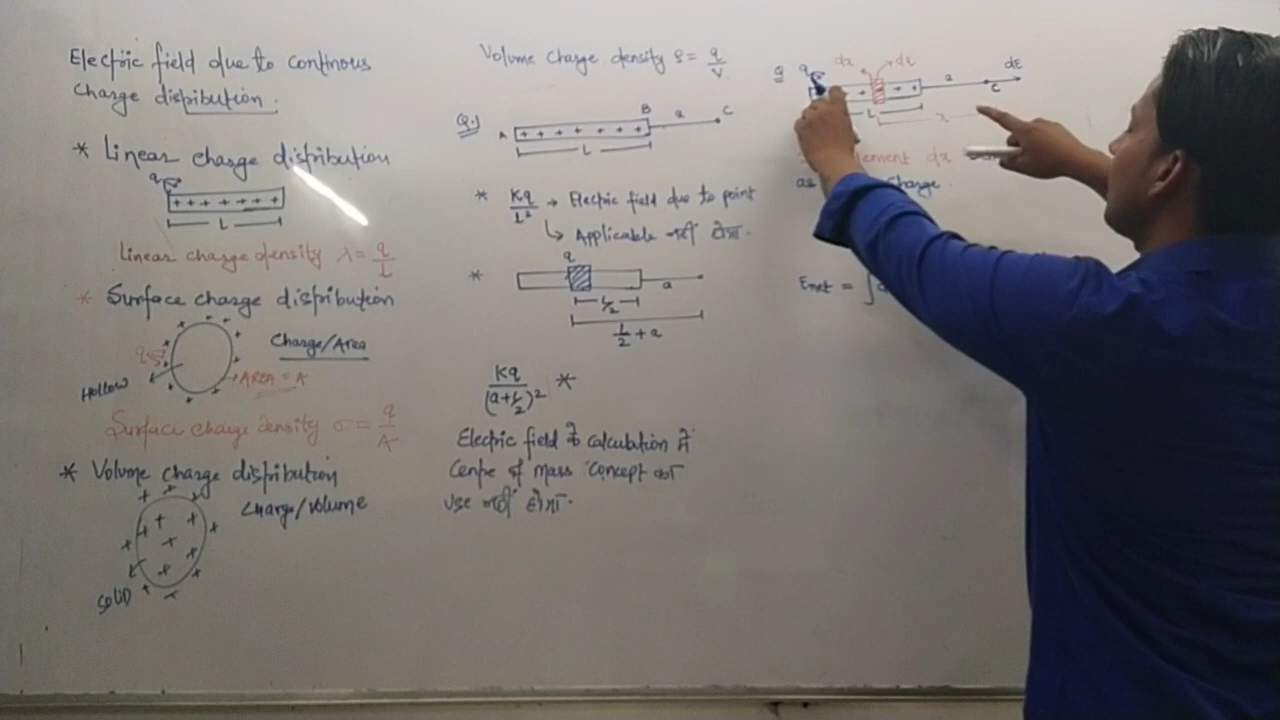 Electric field due to continous
Charge distribution.
* Linear charge distribution
q
+ + + + + + +
L
Linear charge density λ = q/L
* Surface charge distribution
Charge/Area
q
Hollow
AREA = A
Surface charge density σ = q/A
* Volume charge distribution
Charge/Volume
SOLID
Volume charge density ρ = q/V
Q.1 A B a C
+ + + + + + +
L
* Kq/L² → Electric field due to point
↳ Applicable नहीं होगा.
* q
L/2 a
L/2 + a
Kq/(a+L/2)² *
Electric field के calculation में
Centre of mass concept का
use नहीं होगा.
Q q dx dq a C dE
L x
element dx
as Charge.
Enet = ∫